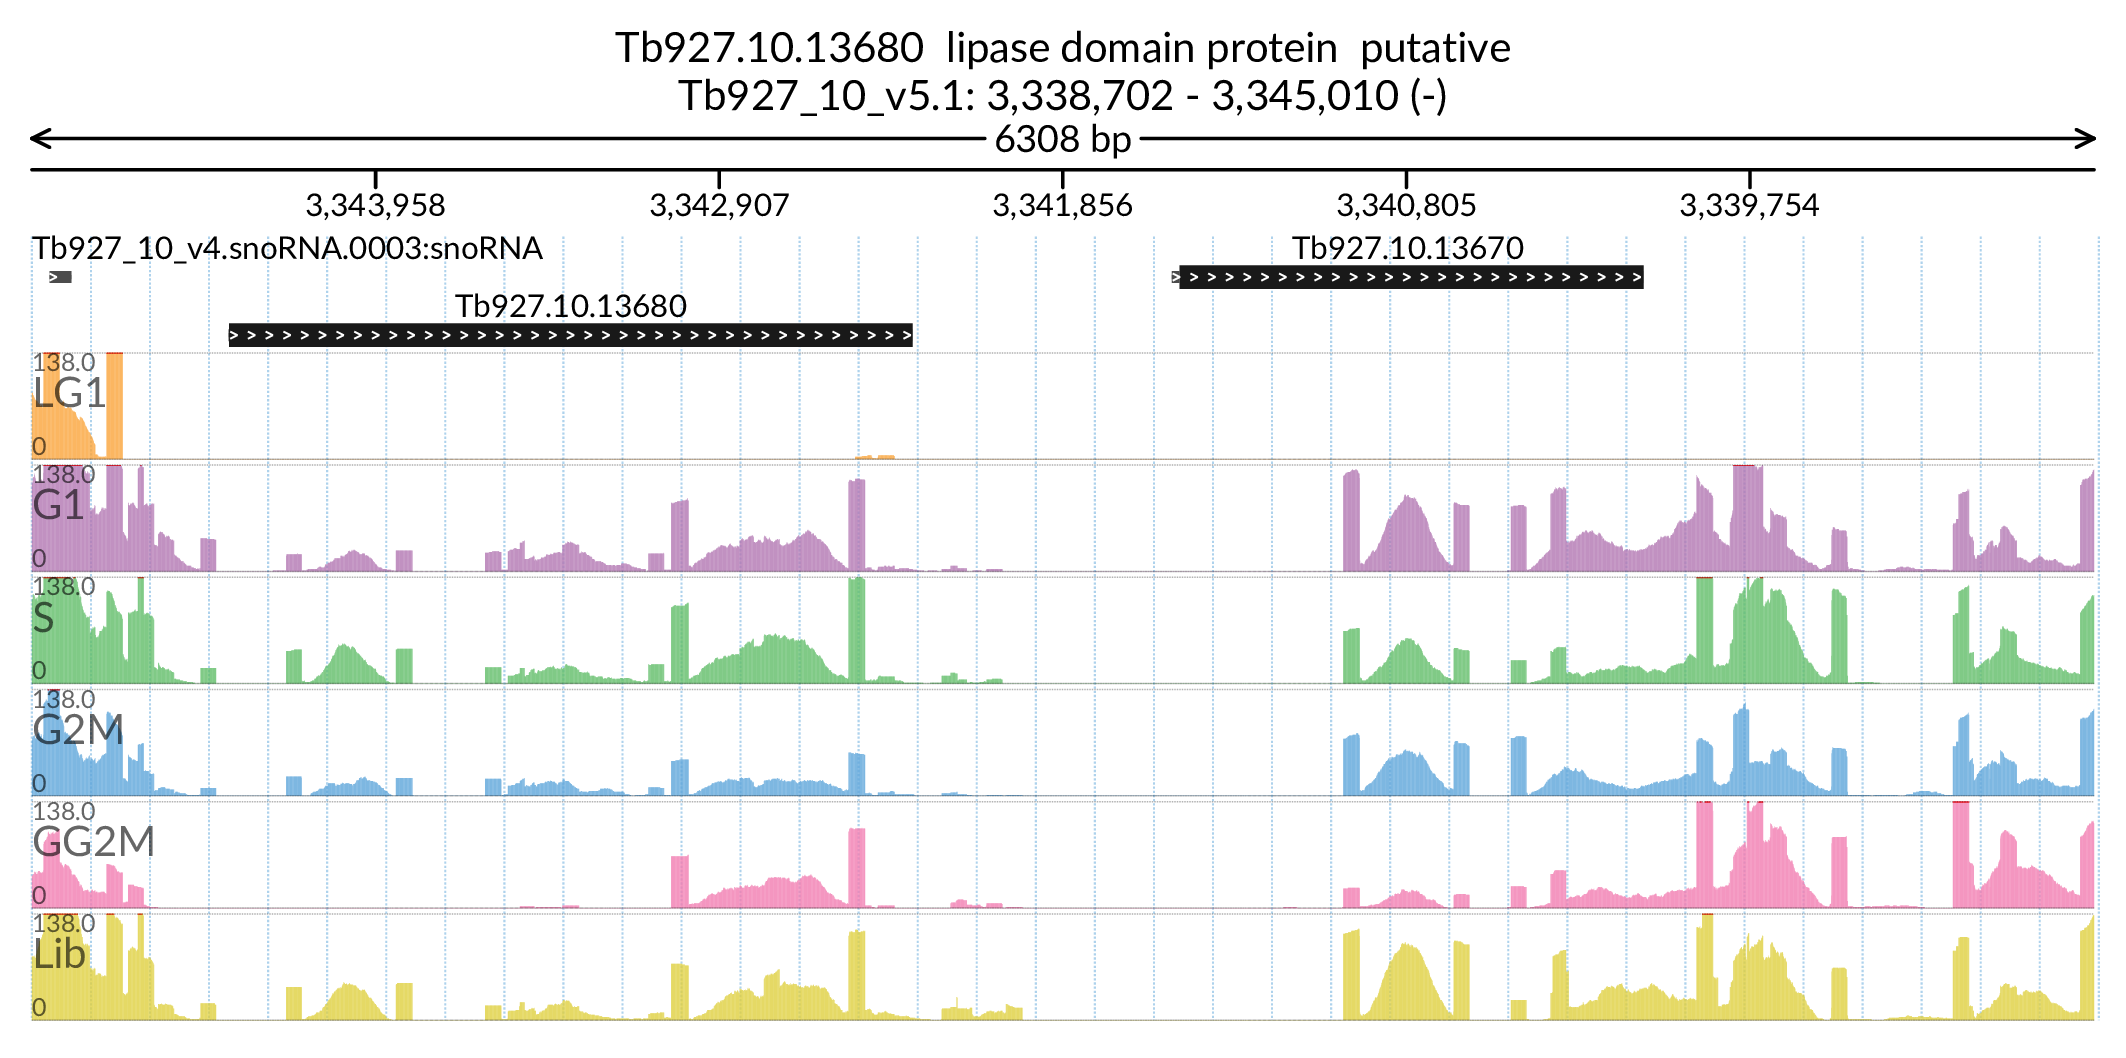 Tb927.10.13680  lipase domain protein  putative
Tb927_10_v5.1: 3,338,702 - 3,345,010 (-)
6308 bp
3,343,958 3,342,907 3,341,856 3,340,805 3,339,754
Tb927_10_v4.snoRNA.0003:snoRNA Tb927.10.13670
Tb927.10.13680
138.0
LG1
0
138.0
G1
0
138.0
S
0
138.0
G2M
0
138.0
GG2M
0
138.0
Lib
0